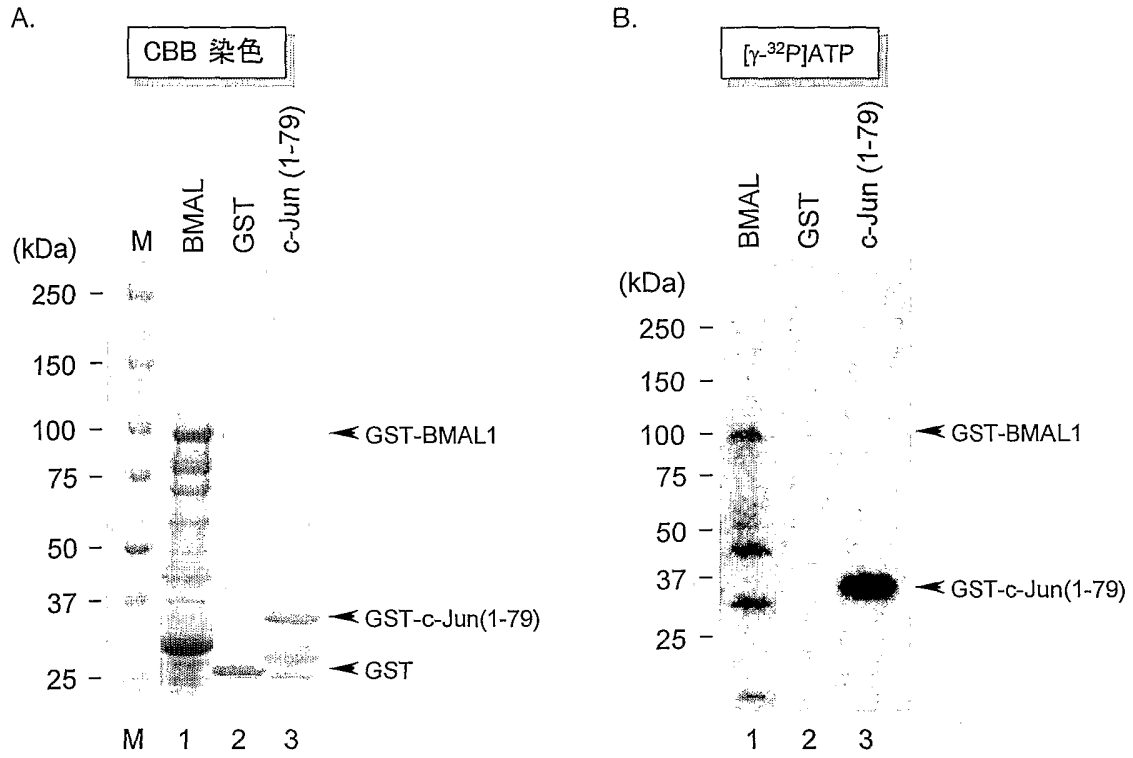 A.
CBB 染色
(kDa)
M
BMAL
GST
c-Jun (1-79)
250
150
100
75
50
37
25
GST-BMAL1
GST-c-Jun(1-79)
GST
M 1 2 3
B.
[γ-³²P]ATP
(kDa)
BMAL
GST
c-Jun (1-79)
250
150
100
75
50
37
25
GST-BMAL1
GST-c-Jun(1-79)
1 2 3